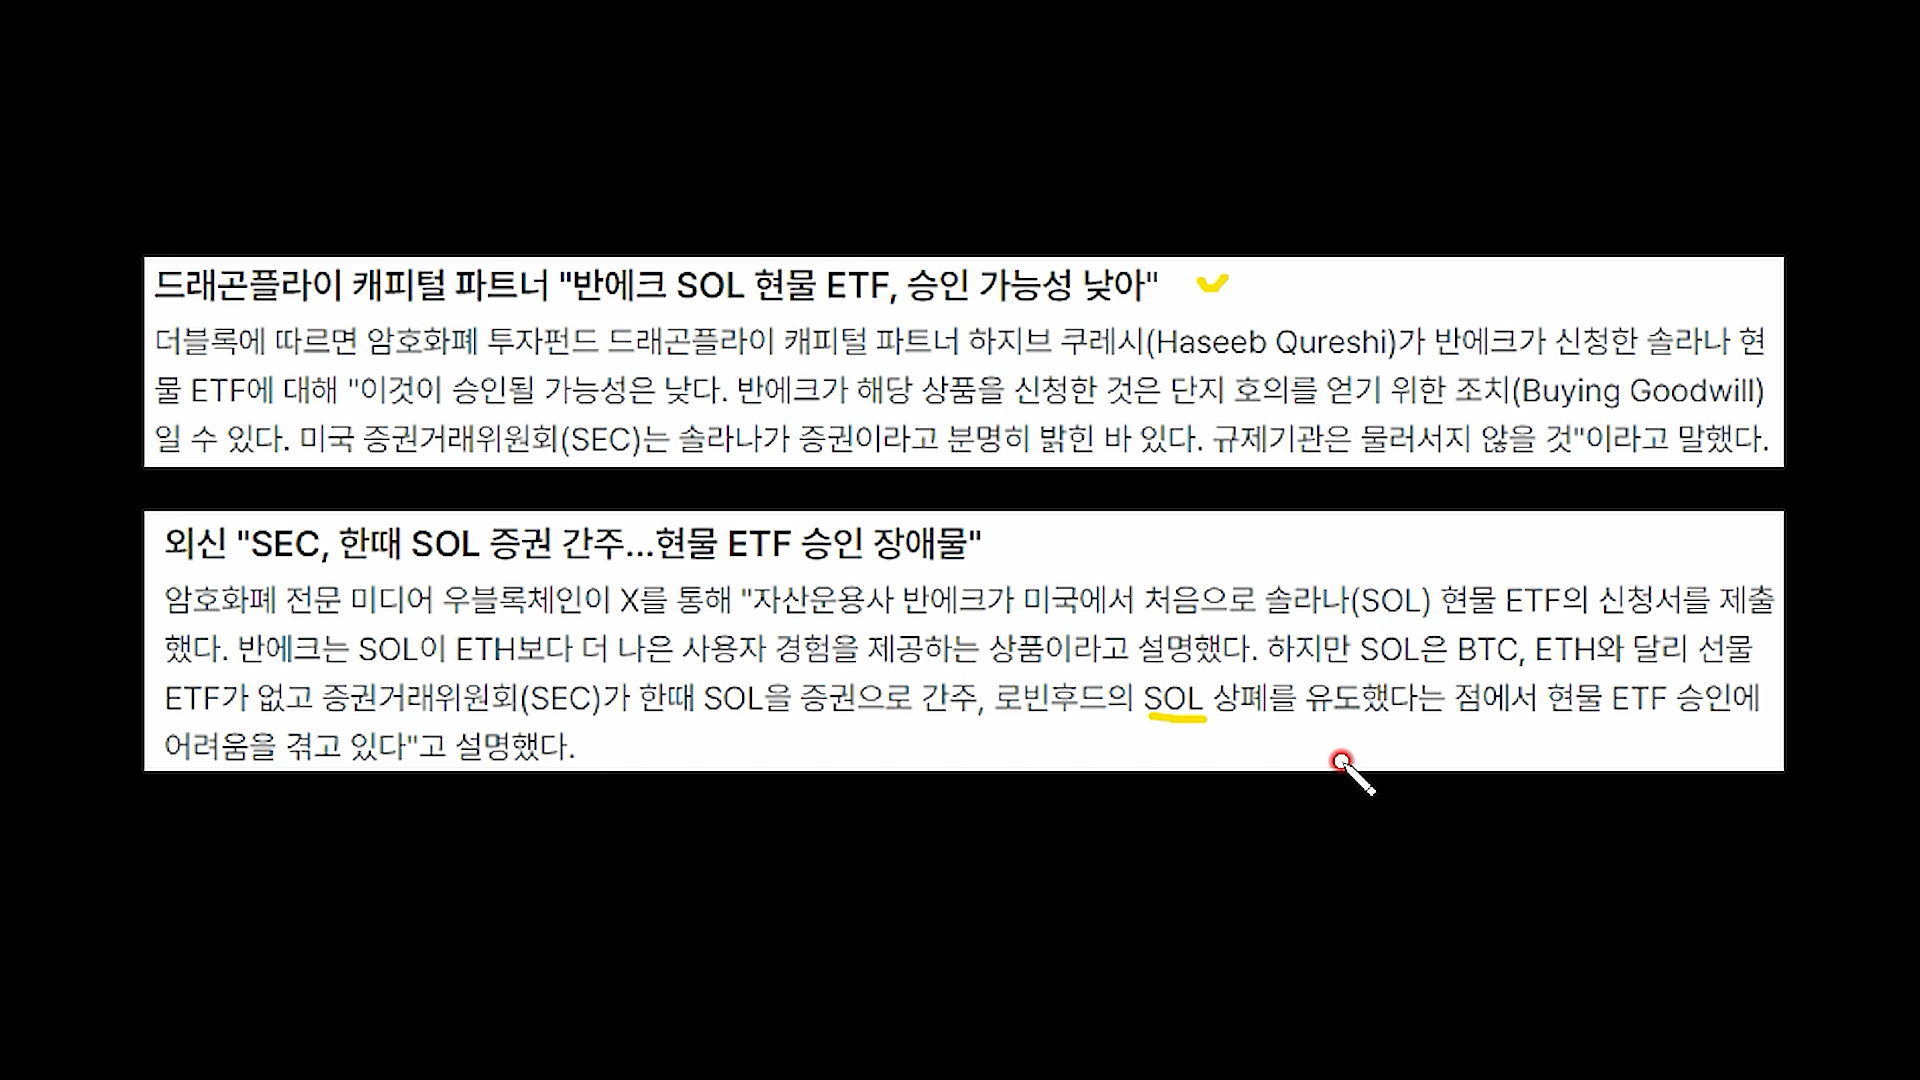 드래곤플라이 캐피털 파트너 "반에크 SOL 현물 ETF, 승인 가능성 낮아"
더블록에 따르면 암호화폐 투자펀드 드래곤플라이 캐피털 파트너 하지브 쿠레시(Haseeb Qureshi)가 반에크가 신청한 솔라나 현
물 ETF에 대해 "이것이 승인될 가능성은 낮다. 반에크가 해당 상품을 신청한 것은 단지 호의를 얻기 위한 조치(Buying Goodwill)
일 수 있다. 미국 증권거래위원회(SEC)는 솔라나가 증권이라고 분명히 밝힌 바 있다. 규제기관은 물러서지 않을 것"이라고 말했다.
외신 "SEC, 한때 SOL 증권 간주...현물 ETF 승인 장애물"
암호화폐 전문 미디어 우블록체인이 X를 통해 "자산운용사 반에크가 미국에서 처음으로 솔라나(SOL) 현물 ETF의 신청서를 제출
했다. 반에크는 SOL이 ETH보다 더 나은 사용자 경험을 제공하는 상품이라고 설명했다. 하지만 SOL은 BTC, ETH와 달리 선물
ETF가 없고 증권거래위원회(SEC)가 한때 SOL을 증권으로 간주, 로빈후드의 SOL 상폐를 유도했다는 점에서 현물 ETF 승인에
어려움을 겪고 있다"고 설명했다.